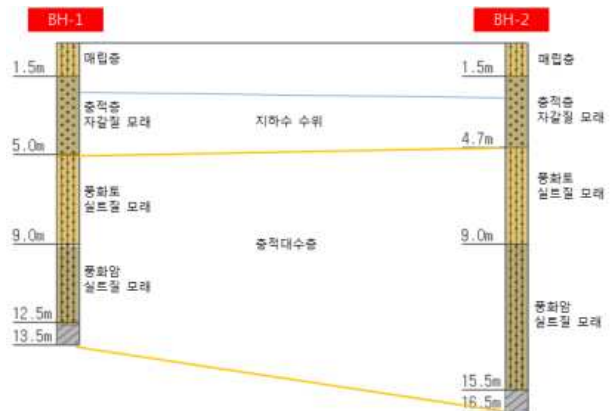 BH-1
BH-2
매립층
매립층
1.5m
1.5m
충적층
자갈질 모래
충적층
자갈질 모래
지하수 수위
5.0m
4.7m
풍화토
실트질 모래
풍화토
실트질 모래
9.0m
충적대수층
9.0m
풍화암
실트질 모래
풍화암
실트질 모래
12.5m
13.5m
15.5m
16.5m